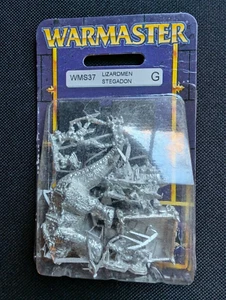 WARMASTER
WMS37
LIZARDMEN
STEGADON
G